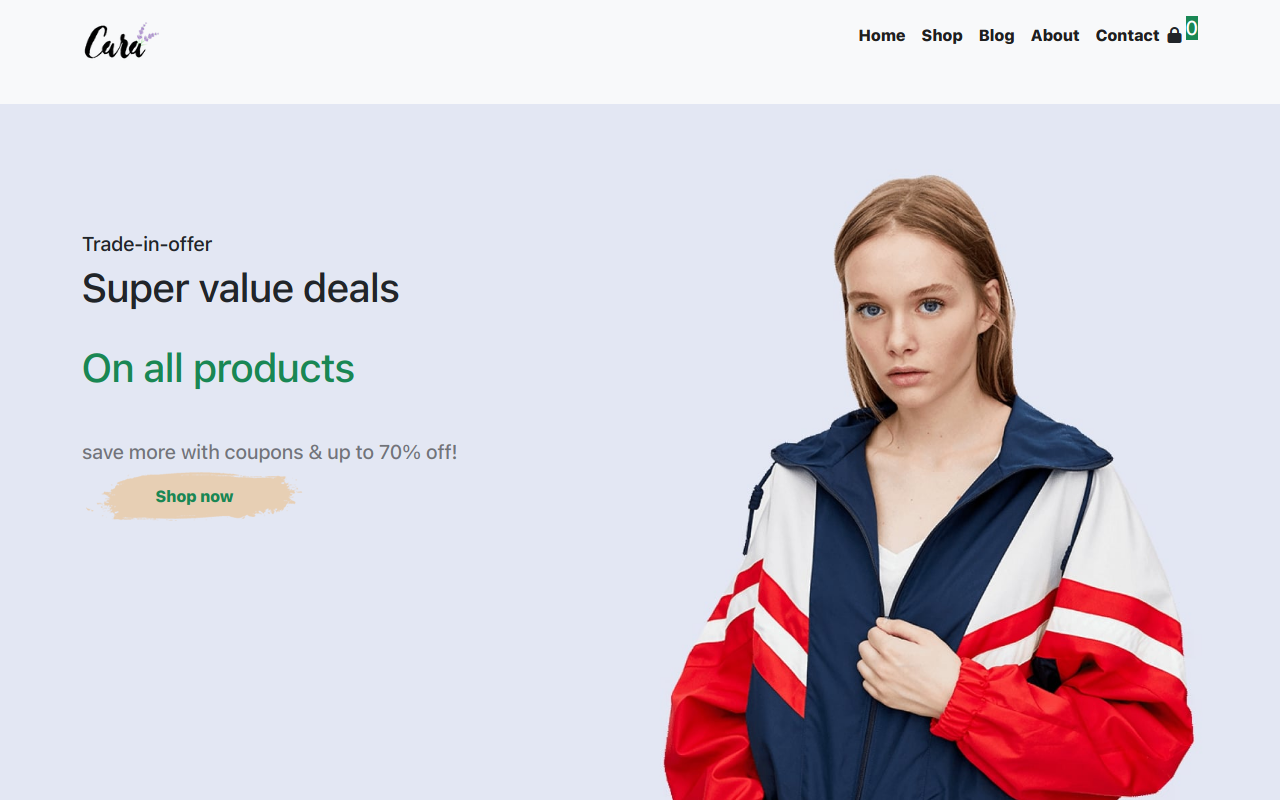 Cara
Home Shop Blog About Contact 0
Trade-in-offer
Super value deals
On all products
save more with coupons & up to 70% off!
Shop now